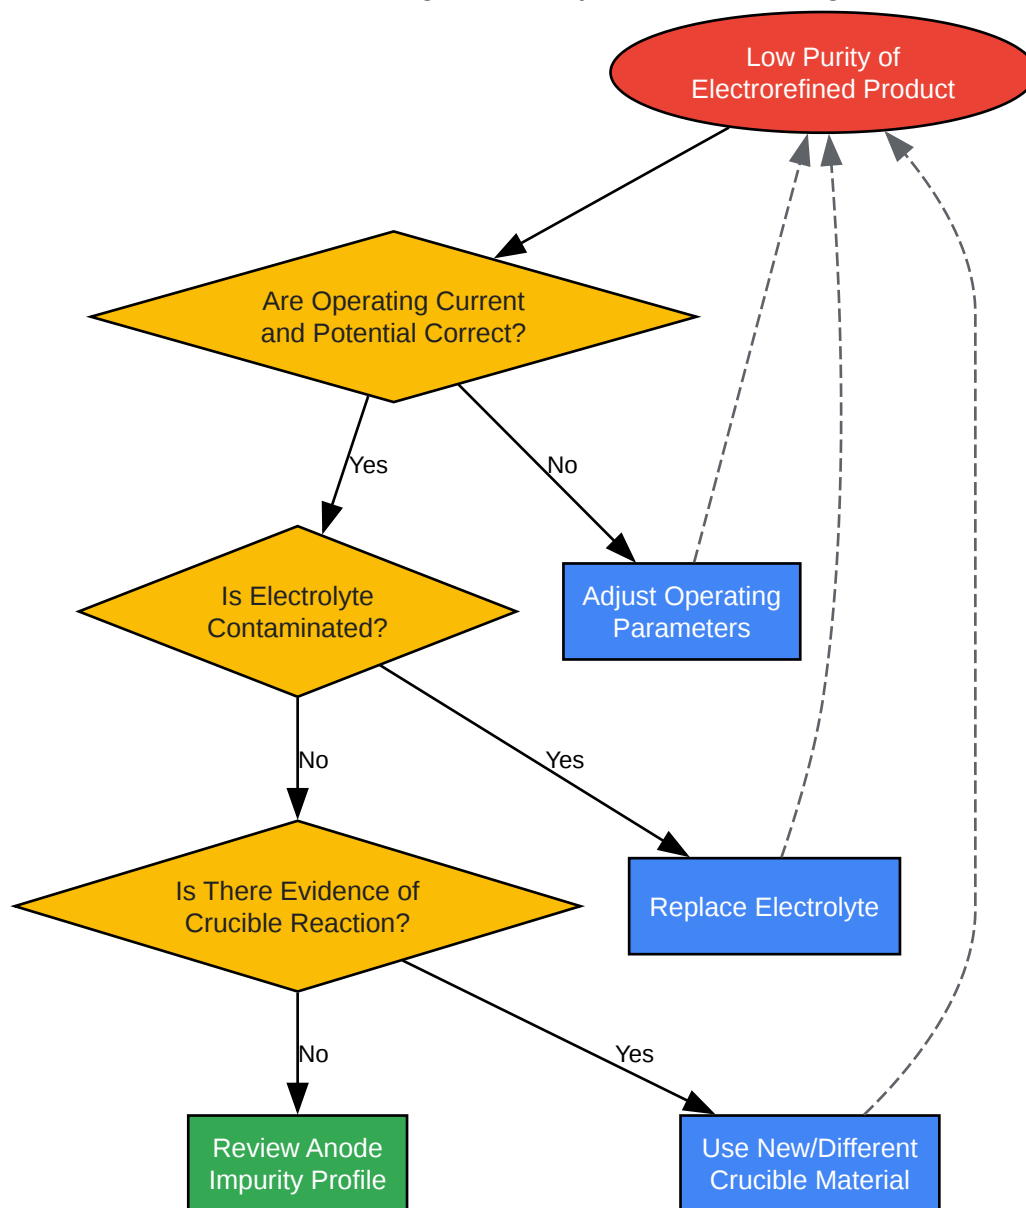 Low Purity of
Electrorefined Product
Are Operating Current
and Potential Correct?
Yes
No
Is Electrolyte
Contaminated?
Adjust Operating
Parameters
No
Yes
Is There Evidence of
Crucible Reaction?
Replace Electrolyte
No
Yes
Review Anode
Impurity Profile
Use New/Different
Crucible Material